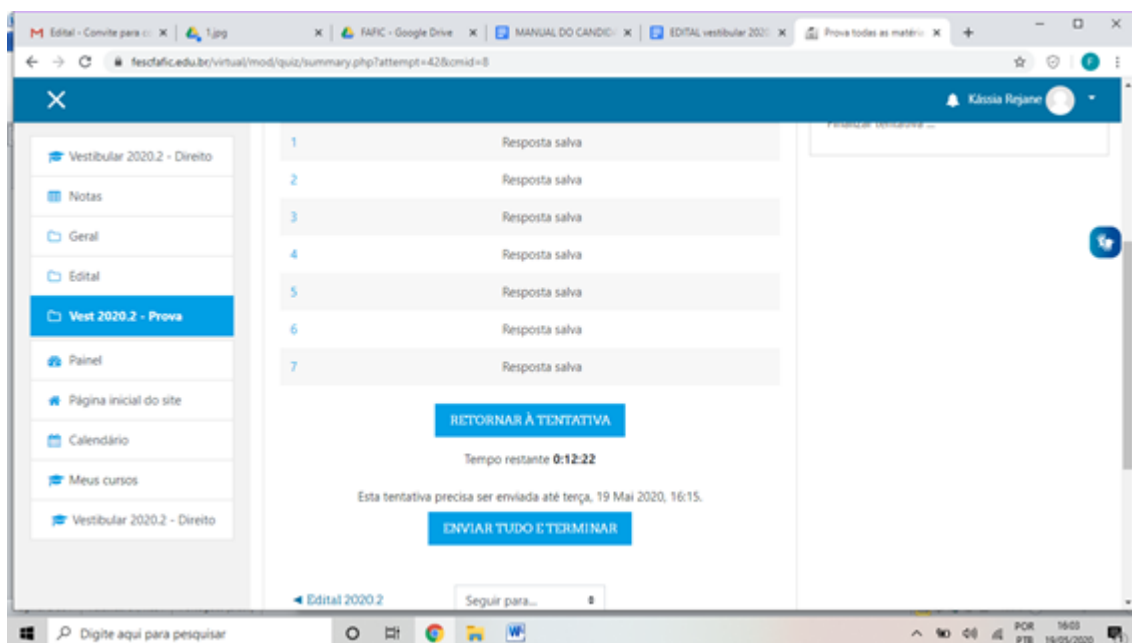 Edital - Convite para c
1.jpg
FAFIC - Google Drive
MANUAL DO CANDID
EDITAL vestibular 202
Prova todas as matéri
fescfafic.edu.br/virtual/mod/quiz/summary.php?attempt=42&cmid=8
Kássia Rejane
Finalizar tentativa ...
Vestibular 2020.2 - Direito
Notas
Geral
Edital
Vest 2020.2 - Prova
Painel
Página inicial do site
Calendário
Meus cursos
Vestibular 2020.2 - Direito
1 Resposta salva
2 Resposta salva
3 Resposta salva
4 Resposta salva
5 Resposta salva
6 Resposta salva
7 Resposta salva
RETORNAR À TENTATIVA
Tempo restante 0:12:22
Esta tentativa precisa ser enviada até terça, 19 Mai 2020, 16:15.
ENVIAR TUDO E TERMINAR
◄ Edital 2020.2
Seguir para...
Digite aqui para pesquisar
POR 16:03
PTB 19/05/2020